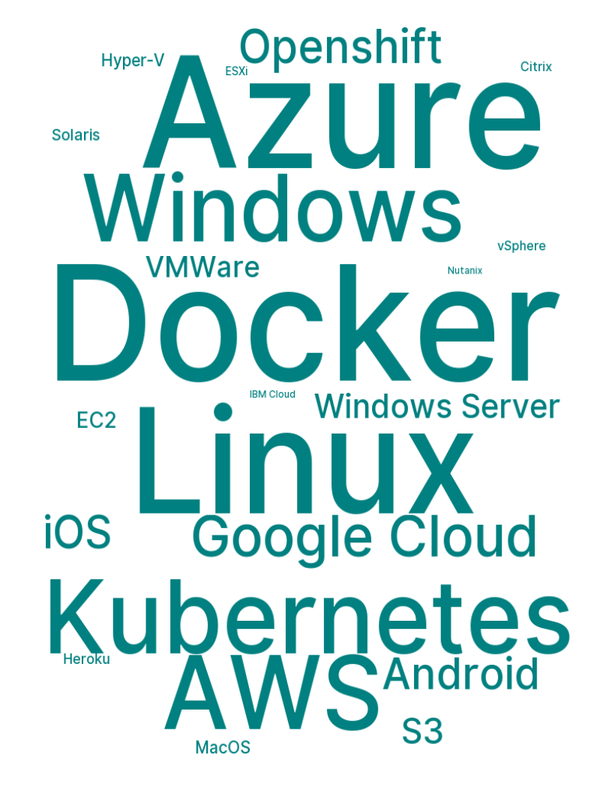 Openshift
Hyper-V
ESXi
Citrix
Azure
Solaris
Windows
vSphere
VMWare
Nutanix
Docker
IBM Cloud
Windows Server
EC2
Linux
iOS
Google Cloud
Kubernetes
Heroku
AWS
Android
S3
MacOS